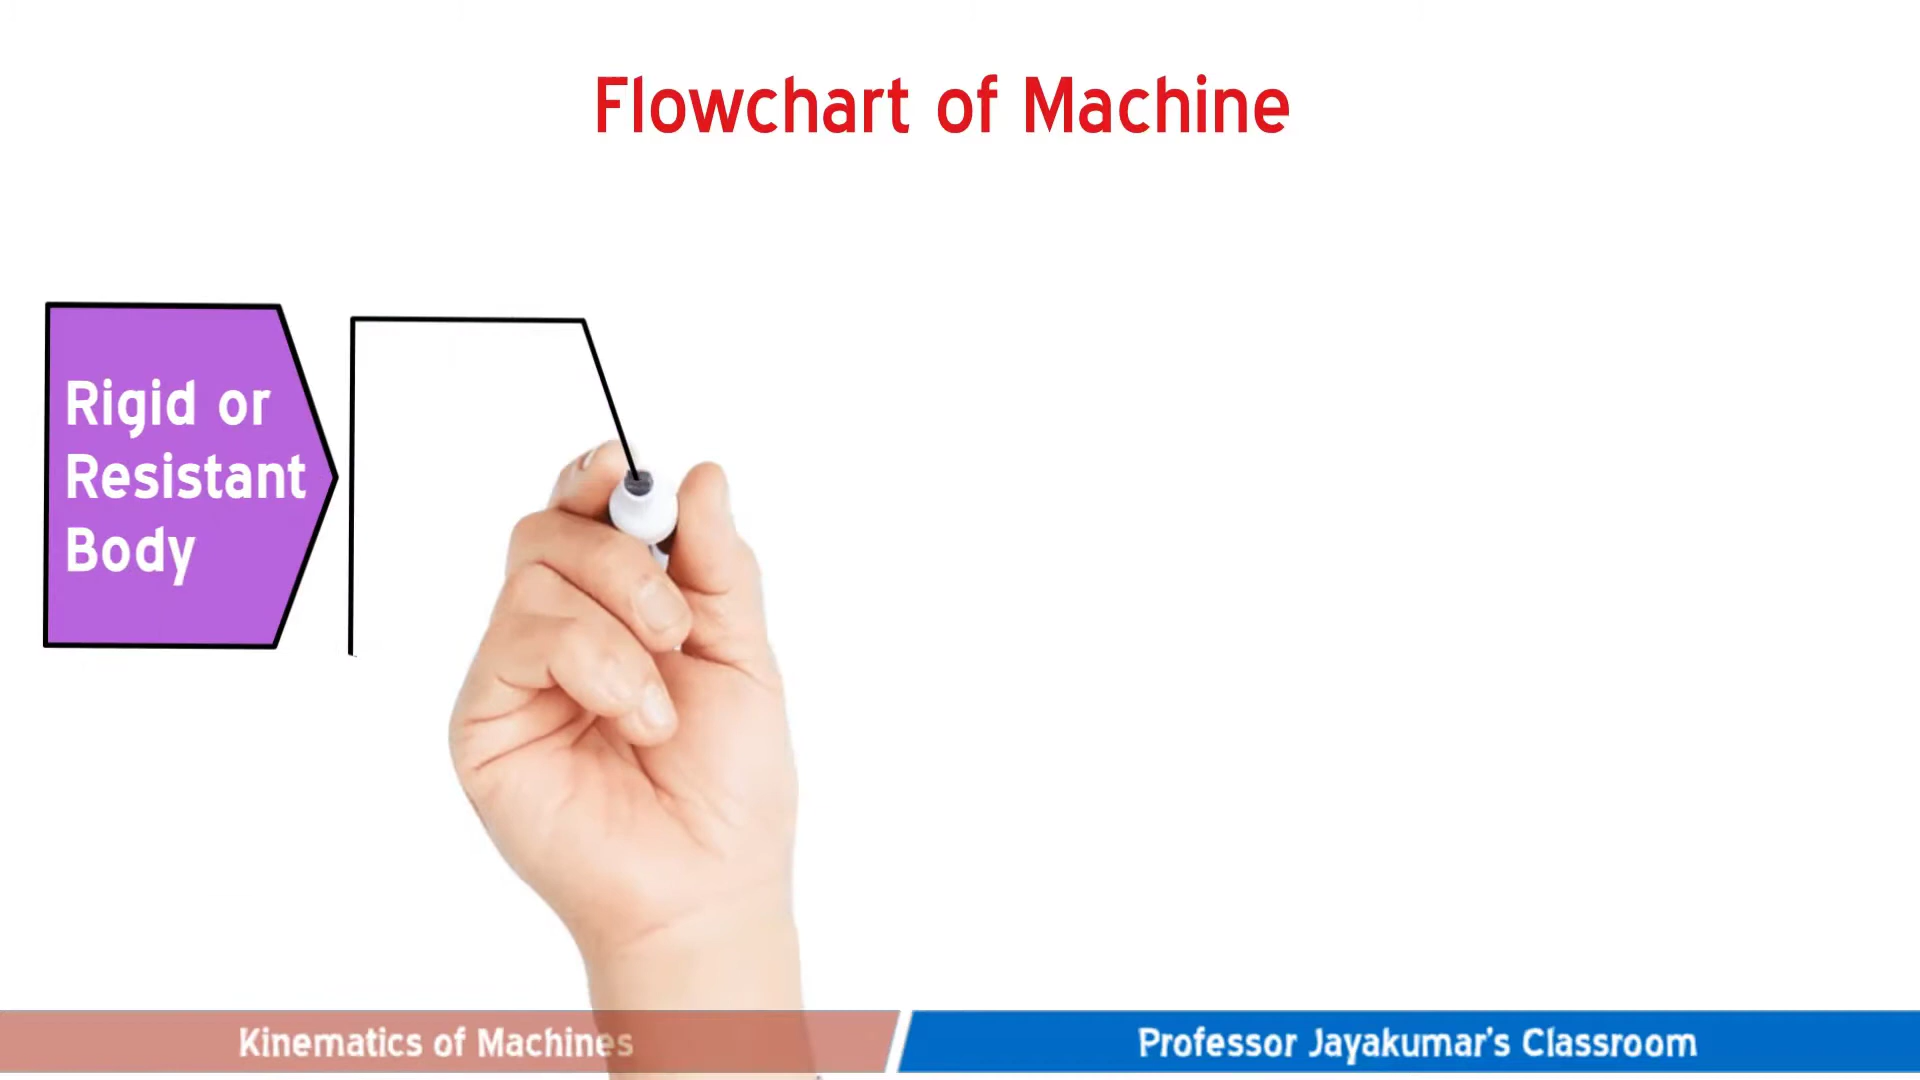 Flowchart of Machine
Rigid or
Resistant
Body
Kinematics of Machines
Professor Jayakumar's Classroom